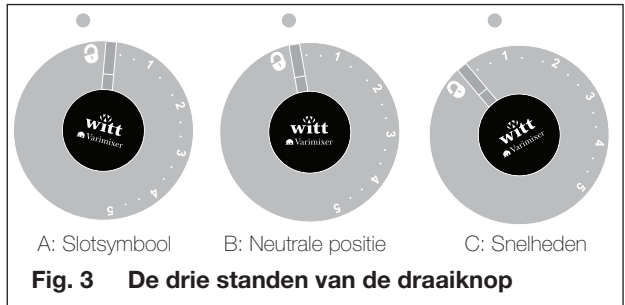 1 2 3 4 5
witt
Varimixer
1 2 3 4 5
witt
Varimixer
1 2 3 4 5
witt
Varimixer
A: Slotsymbool B: Neutrale positie C: Snelheden
Fig. 3 De drie standen van de draaiknop